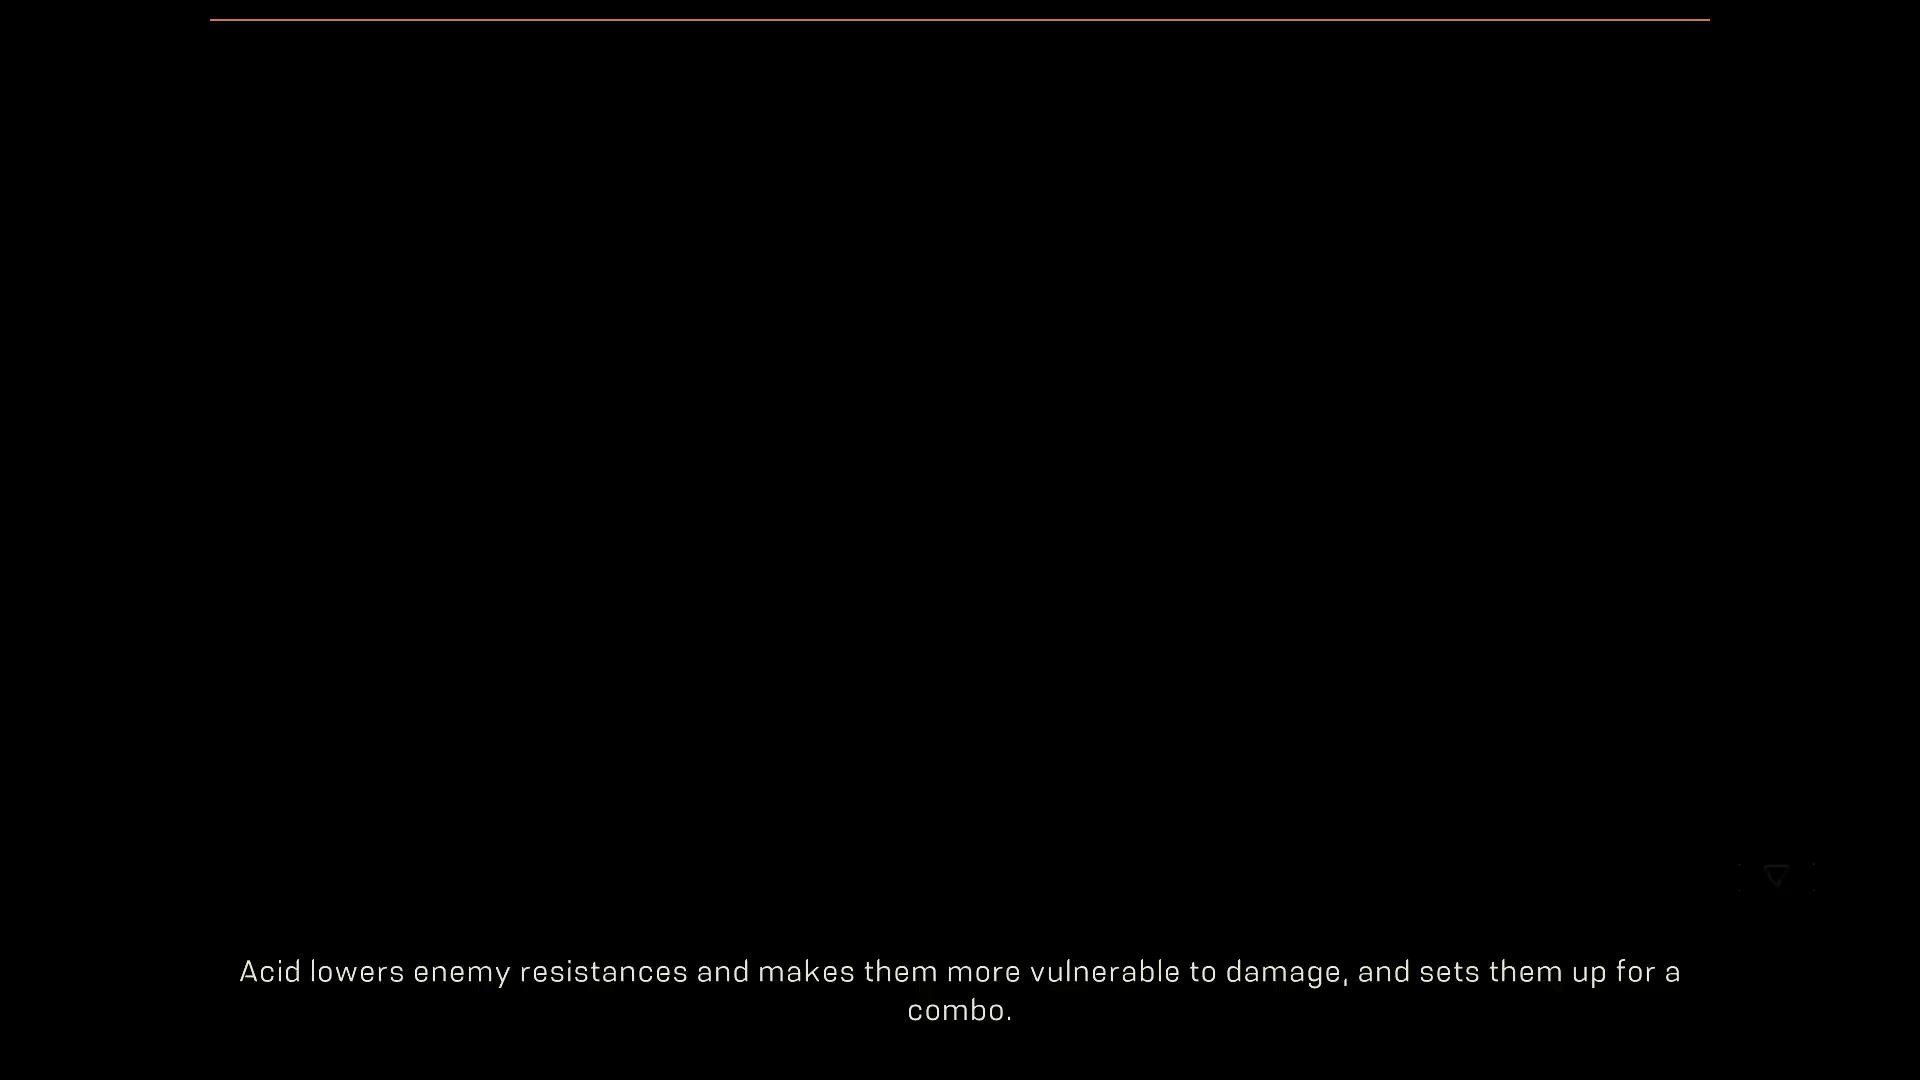 Acid lowers enemy resistances and makes them more vulnerable to damage, and sets them up for a
combo.